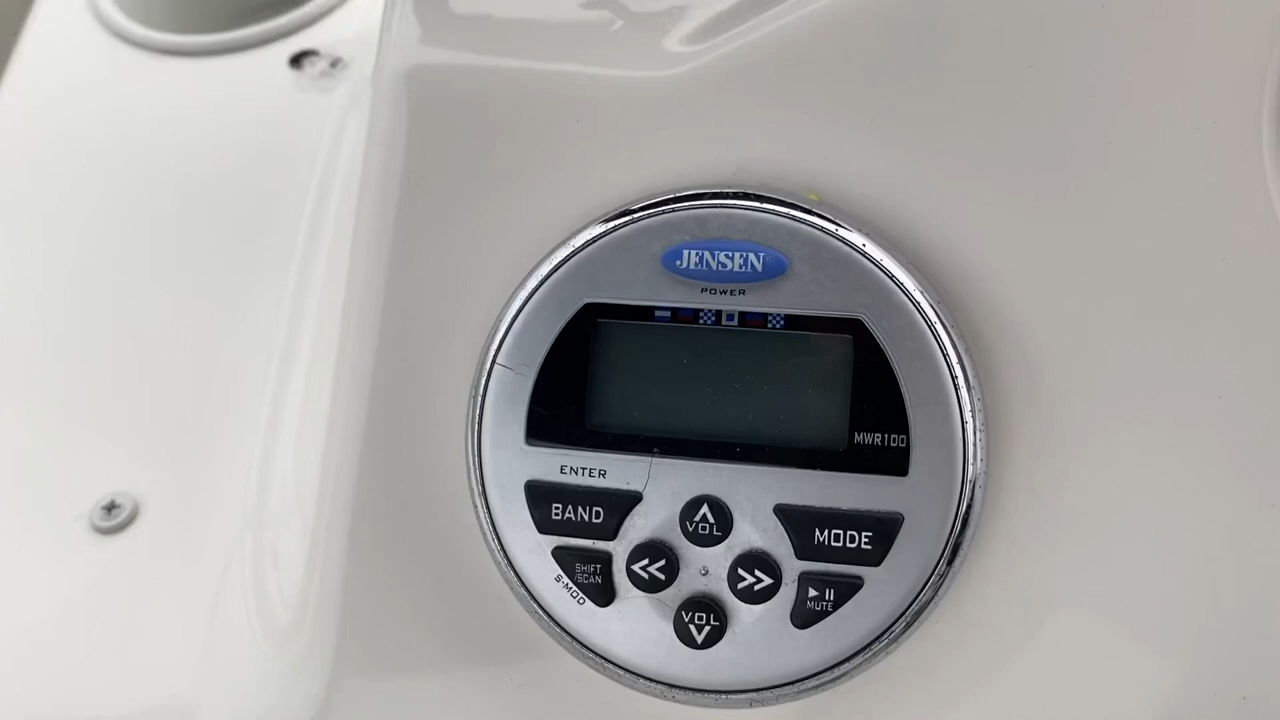 JENSEN
POWER
MWR100
ENTER
BAND
VOL
MODE
SHIFT
/SCAN
S-MOD
VOL
MUTE